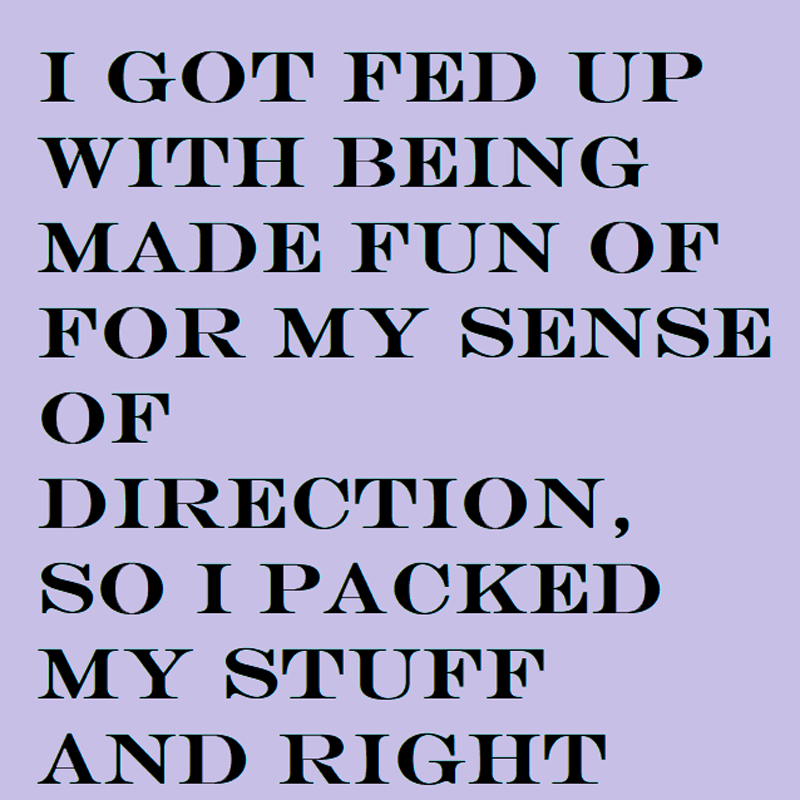 I GOT FED UP
WITH BEING
MADE FUN OF
FOR MY SENSE
OF
DIRECTION,
SO I PACKED
MY STUFF
AND RIGHT